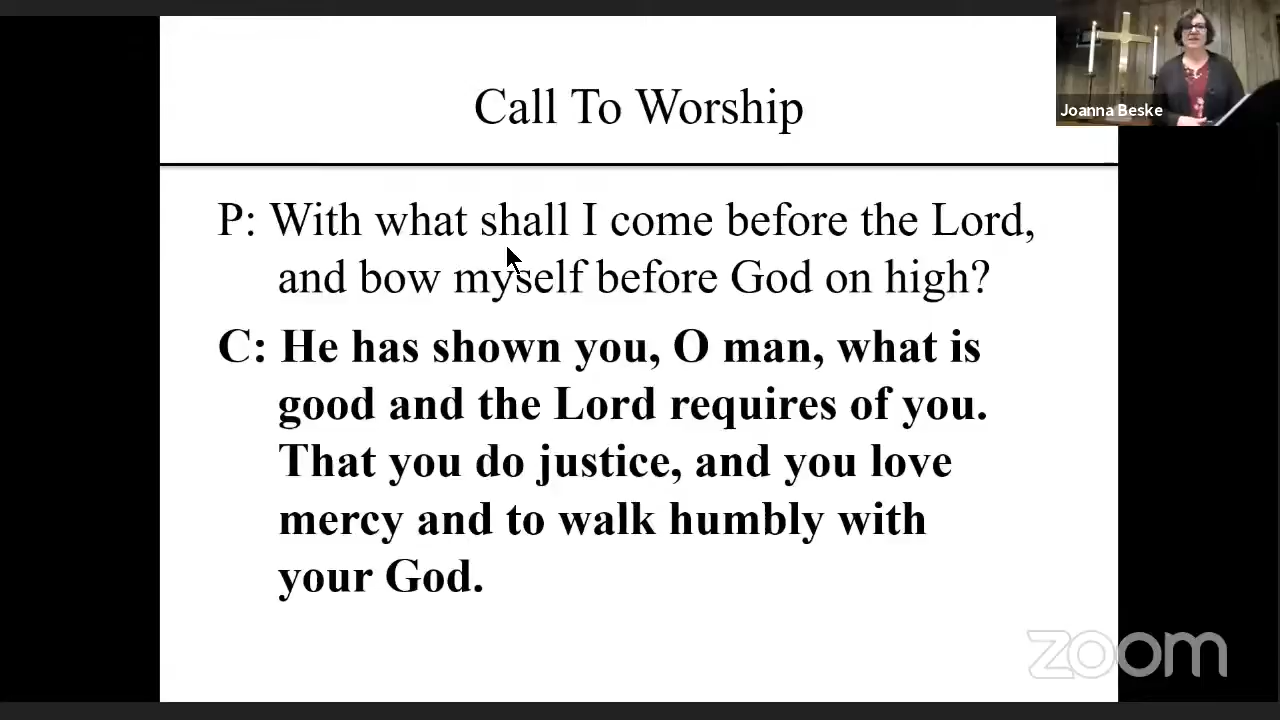 Call To Worship
Joanna Beske
P: With what shall I come before the Lord,
and bow myself before God on high?
C: He has shown you, O man, what is
good and the Lord requires of you.
That you do justice, and you love
mercy and to walk humbly with
your God.
zoom